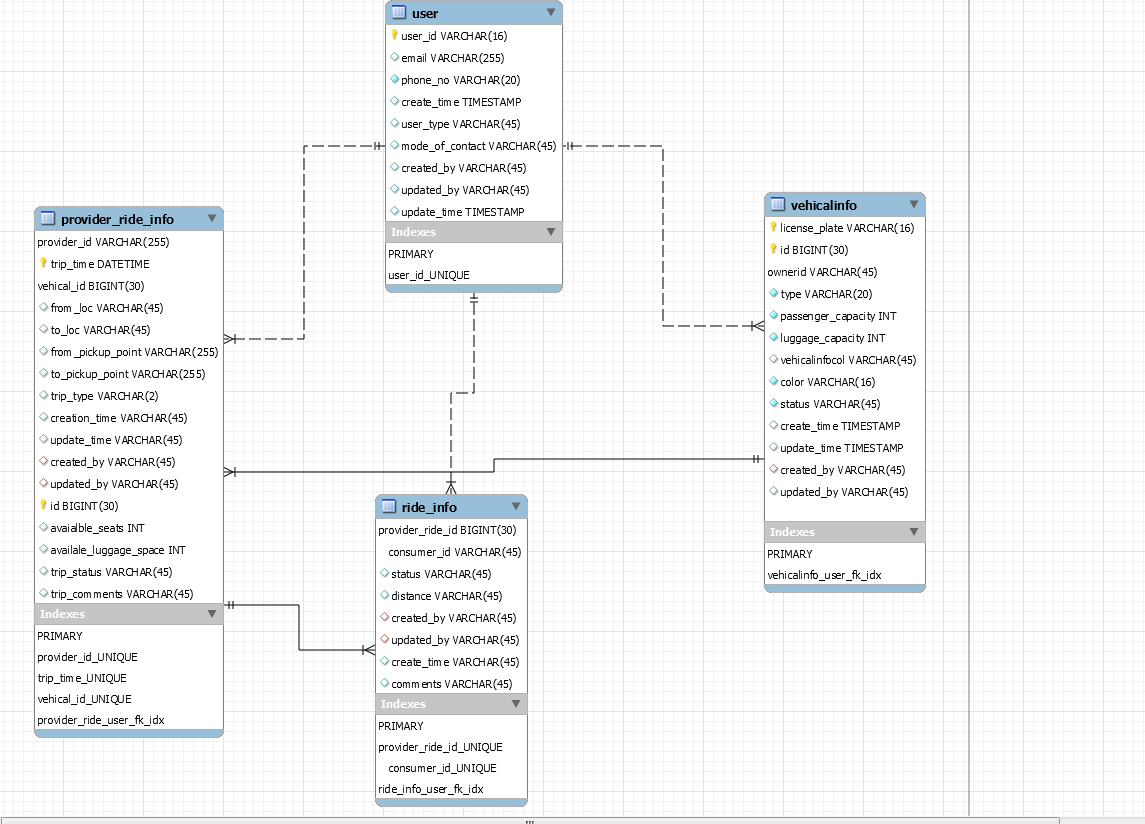 user
user_id VARCHAR(16)
email VARCHAR(255)
phone_no VARCHAR(20)
create_time TIMESTAMP
user_type VARCHAR(45)
mode_of_contact VARCHAR(45)
created_by VARCHAR(45)
updated_by VARCHAR(45)
update_time TIMESTAMP
Indexes
PRIMARY
user_id_UNIQUE
provider_ride_info
provider_id VARCHAR(255)
trip_time DATETIME
vehical_id BIGINT(30)
from _loc VARCHAR(45)
to_loc VARCHAR(45)
from _pickup_point VARCHAR(255)
to_pickup_point VARCHAR(255)
trip_type VARCHAR(2)
creation_time VARCHAR(45)
update_time VARCHAR(45)
created_by VARCHAR(45)
updated_by VARCHAR(45)
id BIGINT(30)
avaialble_seats INT
availale_luggage_space INT
trip_status VARCHAR(45)
trip_comments VARCHAR(45)
Indexes
PRIMARY
provider_id_UNIQUE
trip_time_UNIQUE
vehical_id_UNIQUE
provider_ride_user_fk_idx
vehicalinfo
license_plate VARCHAR(16)
id BIGINT(30)
ownerid VARCHAR(45)
type VARCHAR(20)
passenger_capacity INT
luggage_capacity INT
vehicalinfocol VARCHAR(45)
color VARCHAR(16)
status VARCHAR(45)
create_time TIMESTAMP
update_time TIMESTAMP
created_by VARCHAR(45)
updated_by VARCHAR(45)
Indexes
PRIMARY
vehicalinfo_user_fk_idx
ride_info
provider_ride_id BIGINT(30)
consumer_id VARCHAR(45)
status VARCHAR(45)
distance VARCHAR(45)
created_by VARCHAR(45)
updated_by VARCHAR(45)
create_time VARCHAR(45)
comments VARCHAR(45)
Indexes
PRIMARY
provider_ride_id_UNIQUE
consumer_id_UNIQUE
ride_info_user_fk_idx